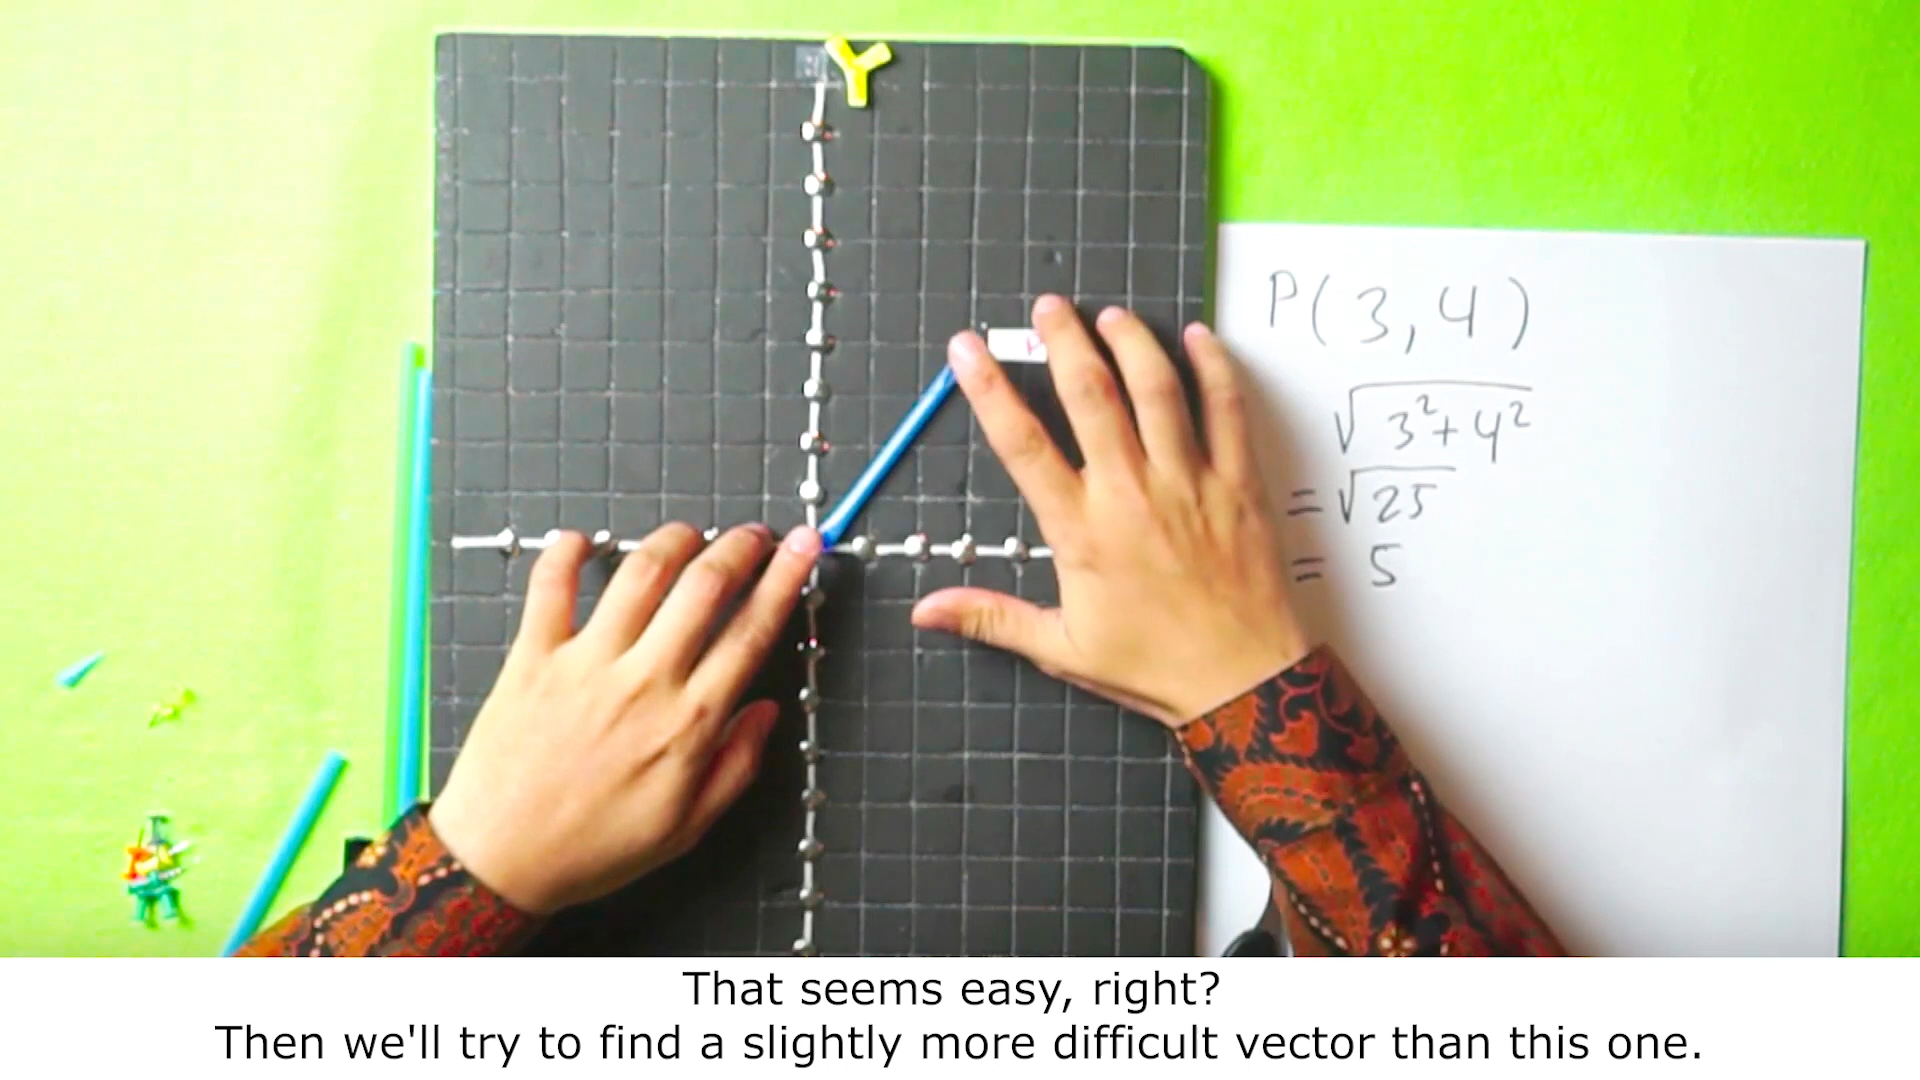 Y
P(3,4)
√3²+4²
=√25
= 5
That seems easy, right?
Then we'll try to find a slightly more difficult vector than this one.